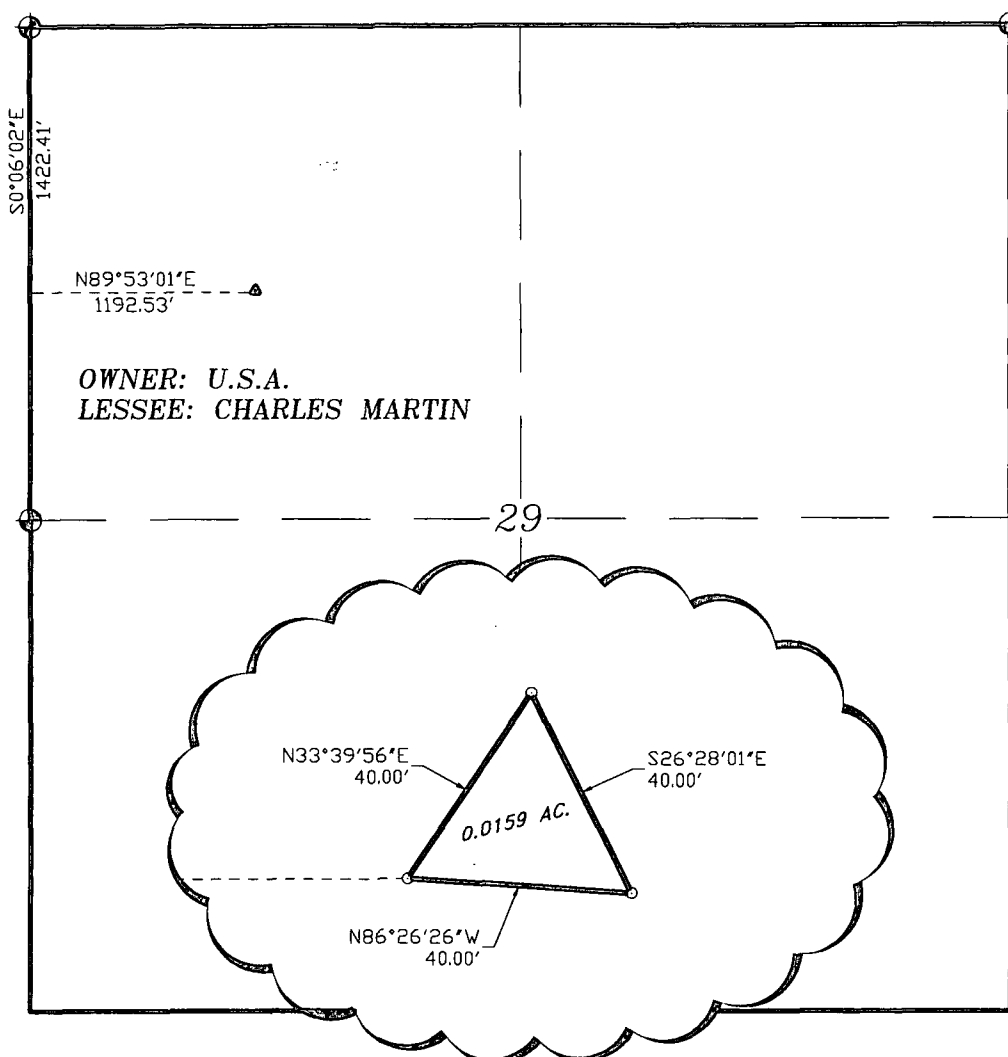 S0°06'02"E
1422.41'
N89°53'01"E
1192.53'
OWNER: U.S.A.
LESSEE: CHARLES MARTIN
29
N33°39'56"E
40.00'
S26°28'01"E
40.00'
0.0159 AC.
N86°26'26"W
40.00'